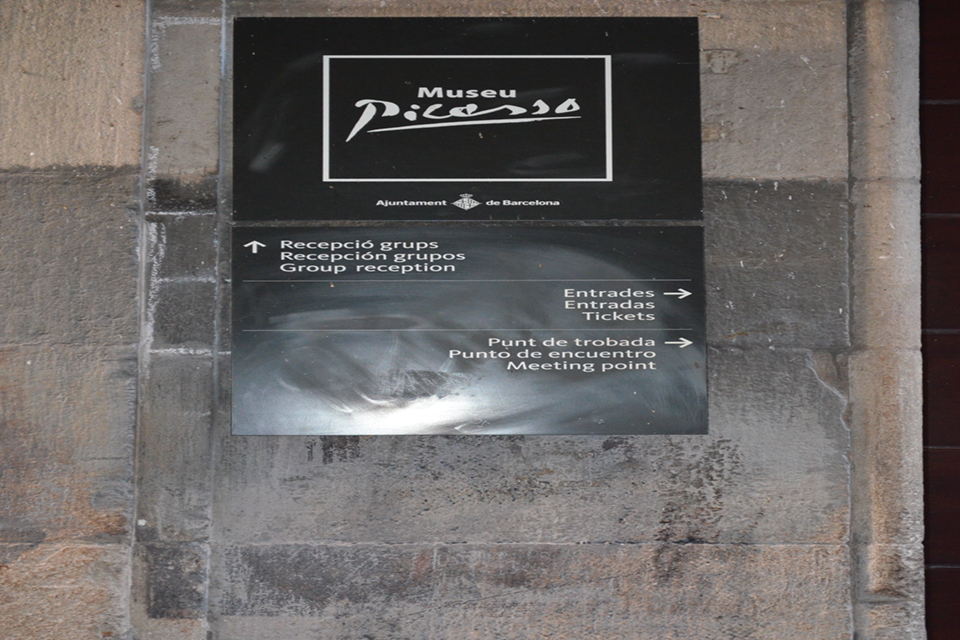 Museu
Picasso
Ajuntament de Barcelona
↑ Recepció grups
Recepción grupos
Group reception
Entrades →
Entradas
Tickets
Punt de trobada →
Punto de encuentro
Meeting point